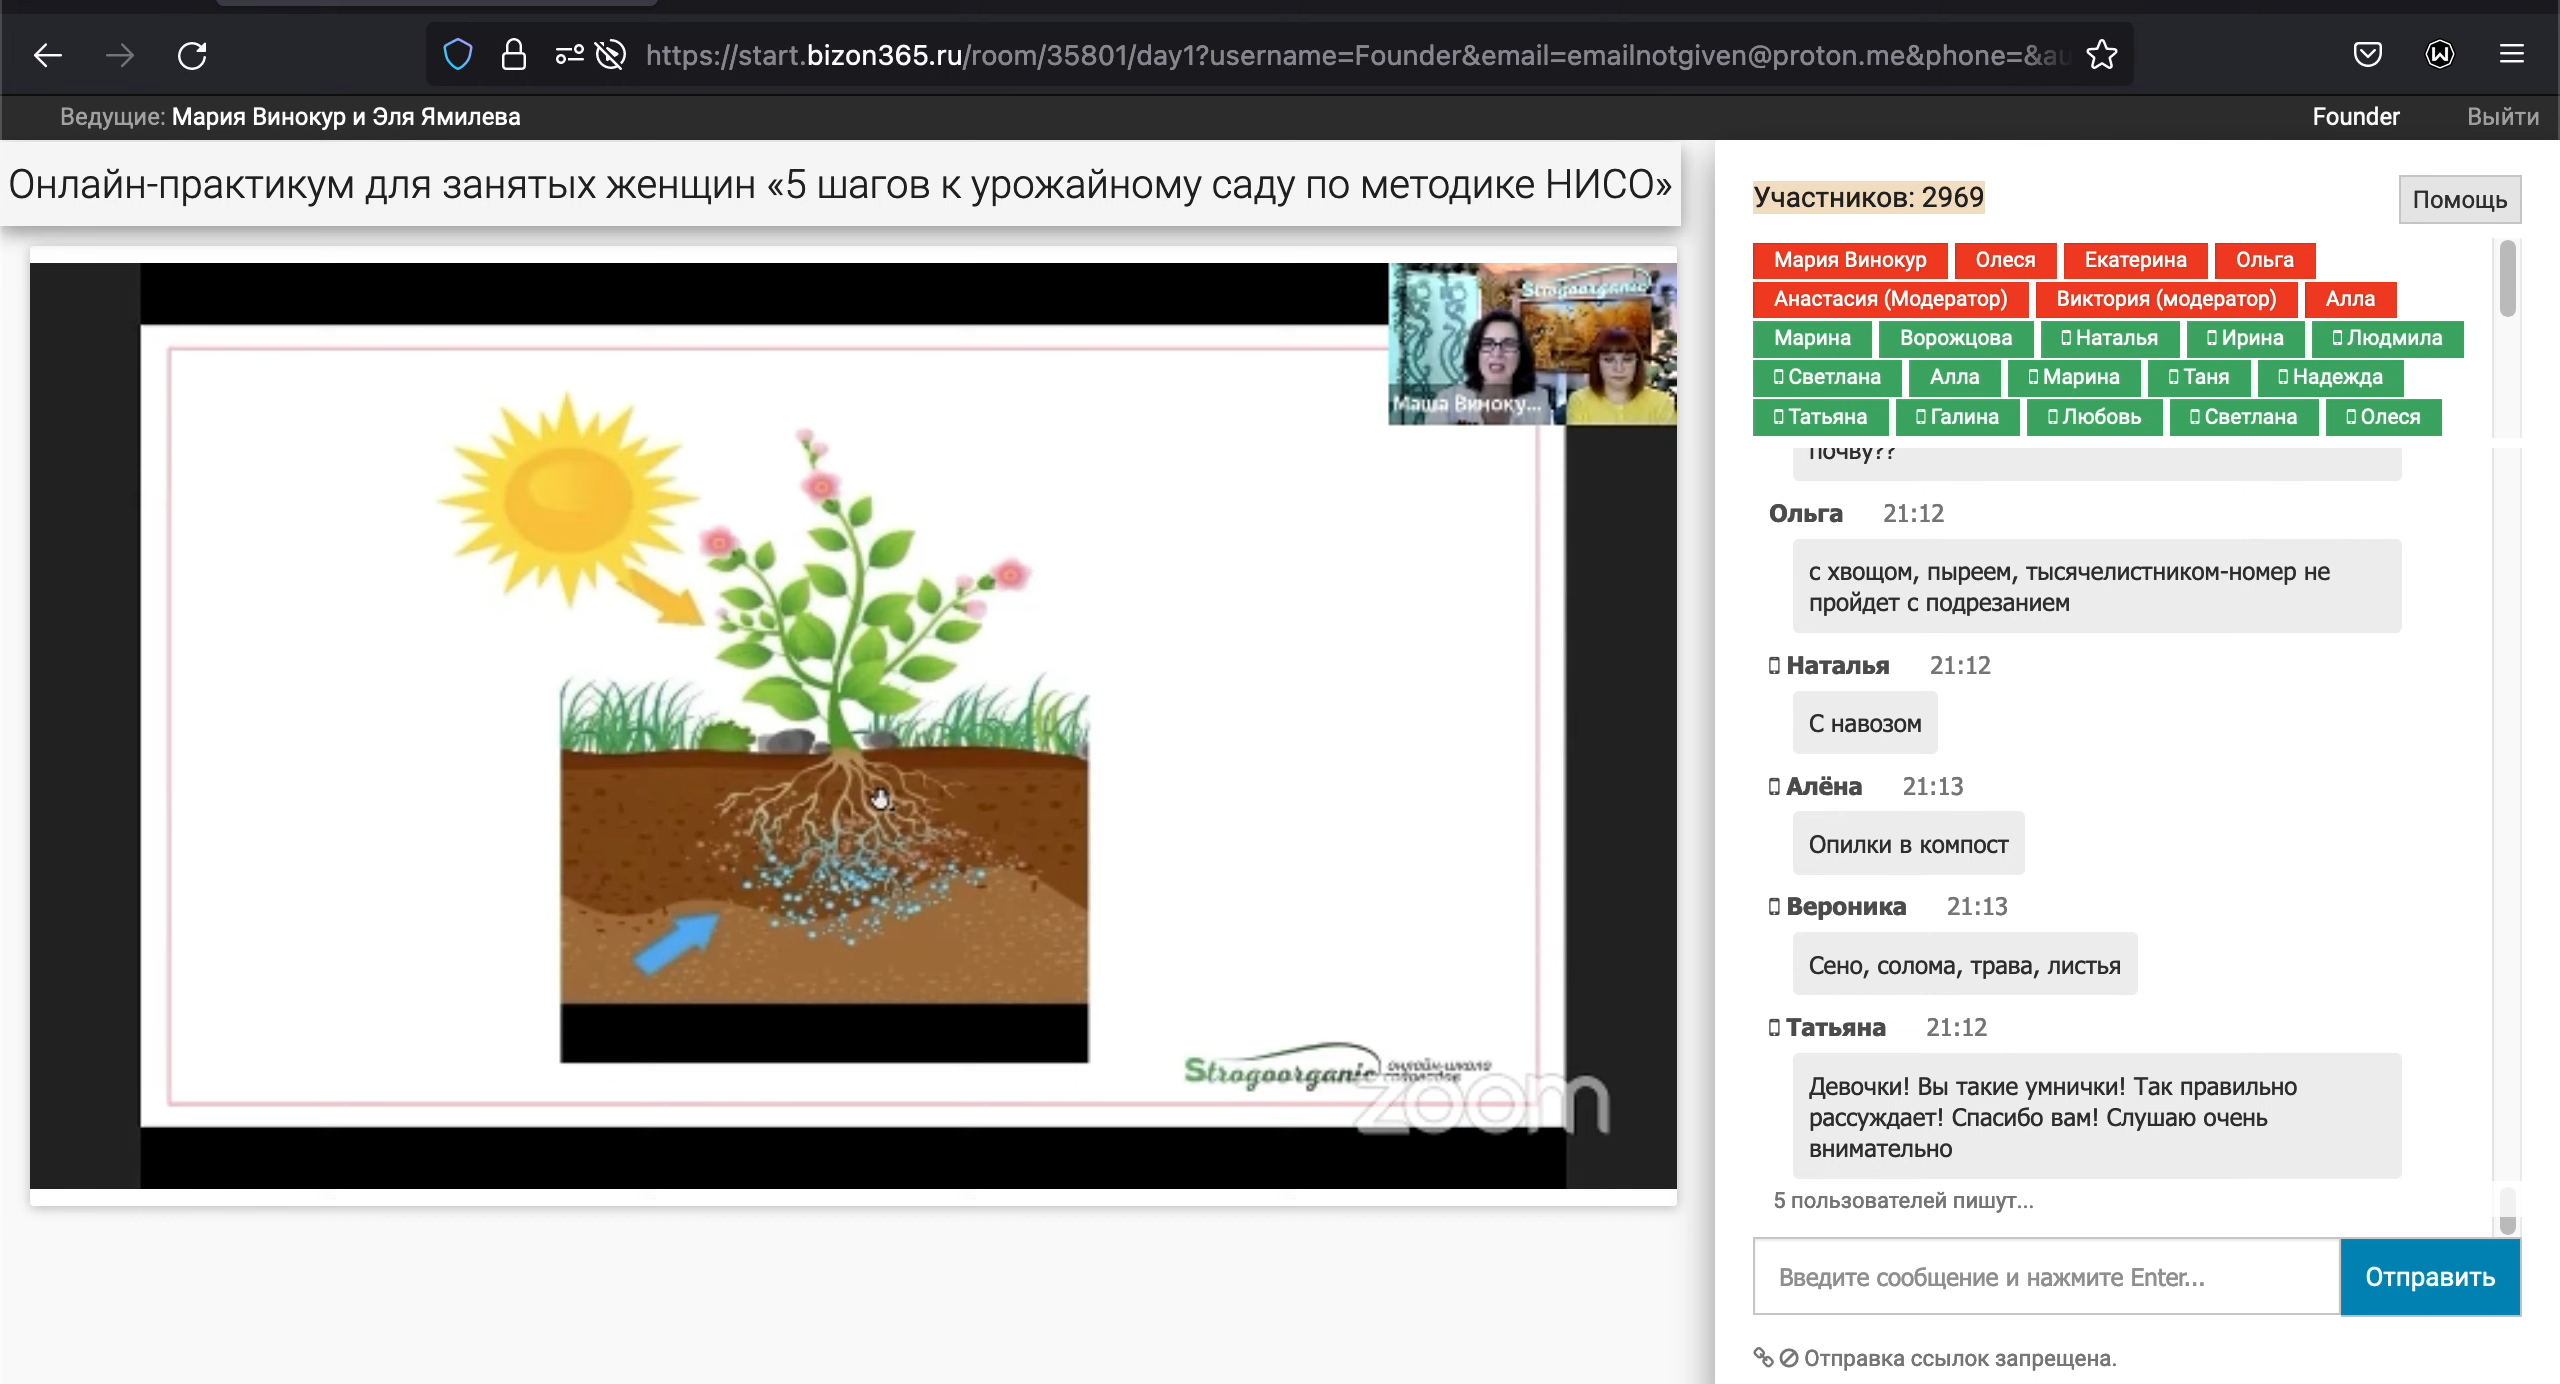 https://start.bizon365.ru/room/35801/day1?username=Founder&email=emailnotgiven@proton.me&phone=&au
Ведущие: Мария Винокур и Эля Ямилева
Founder
Выйти
Онлайн-практикум для занятых женщин «5 шагов к урожайному саду по методике НИСО»
Strogoorganic
Маша Виноку...
Strogoorganic онлайн-школа
zoom
Участников: 2969
Помощь
Мария Винокур Олеся Екатерина Ольга
Анастасия (Модератор) Виктория (модератор) Алла
Марина Ворожцова Наталья Ирина Людмила
Светлана Алла Марина Таня Надежда
Татьяна Галина Любовь Светлана Олеся
почву??
Ольга 21:12
с хвощом, пыреем, тысячелистником-номер не
пройдет с подрезанием
Наталья 21:12
С навозом
Алёна 21:13
Опилки в компост
Вероника 21:13
Сено, солома, трава, листья
Татьяна 21:12
Девочки! Вы такие умнички! Так правильно
рассуждает! Спасибо вам! Слушаю очень
внимательно
5 пользователей пишут...
Введите сообщение и нажмите Enter...
Отправить
Отправка ссылок запрещена.